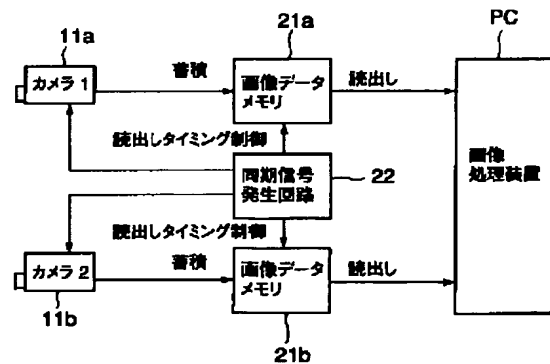 21a
PC
11a
カメラ 1
蓄積
画像データ
メモリ
読出し
読出しタイミング制御
同期信号
発生回路
22
画像
処理装置
読出しタイミング制御
蓄積
カメラ 2
11b
画像データ
メモリ
読出し
21b